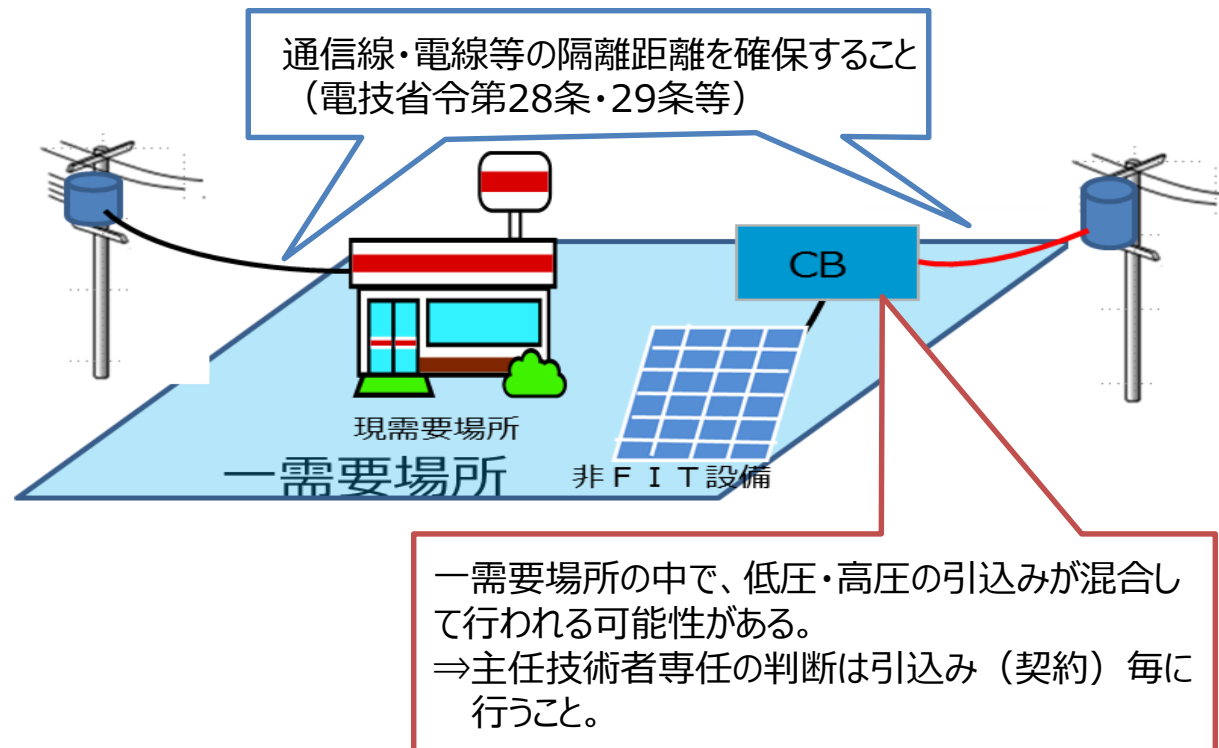 通信線・電線等の隔離距離を確保すること
（電技省令第28条・29条等）
CB
現需要場所
一需要場所
非ＦＩＴ設備
一需要場所の中で、低圧・高圧の引込みが混合し
て行われる可能性がある。
⇒主任技術者専任の判断は引込み（契約）毎に
行うこと。